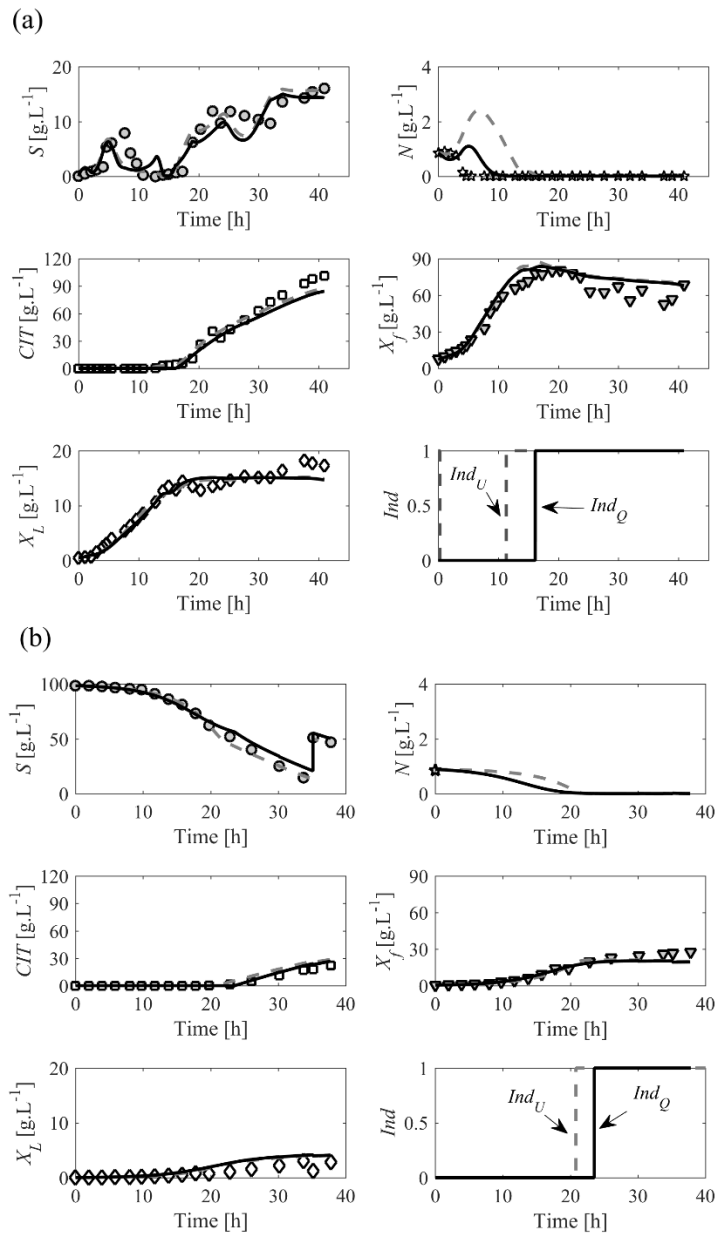 (a)
S [g.L⁻¹]
20
10
0
0 10 20 30 40
Time [h]
N [g.L⁻¹]
4
2
0
0 10 20 30 40
Time [h]
CIT [g.L⁻¹]
120
90
60
30
0
0 10 20 30 40
Time [h]
X_f [g.L⁻¹]
90
60
30
0
0 10 20 30 40
Time [h]
X_L [g.L⁻¹]
20
10
0
0 10 20 30 40
Time [h]
Ind
1
0.5
0
Ind_U
Ind_Q
0 10 20 30 40
Time [h]
(b)
S [g.L⁻¹]
100
50
0
0 10 20 30 40
Time [h]
N [g.L⁻¹]
4
2
0
0 10 20 30 40
Time [h]
CIT [g.L⁻¹]
120
90
60
30
0
0 10 20 30 40
Time [h]
X_f [g.L⁻¹]
90
60
30
0
0 10 20 30 40
Time [h]
X_L [g.L⁻¹]
20
10
0
0 10 20 30 40
Time [h]
Ind
1
0.5
0
Ind_U
Ind_Q
0 10 20 30 40
Time [h]